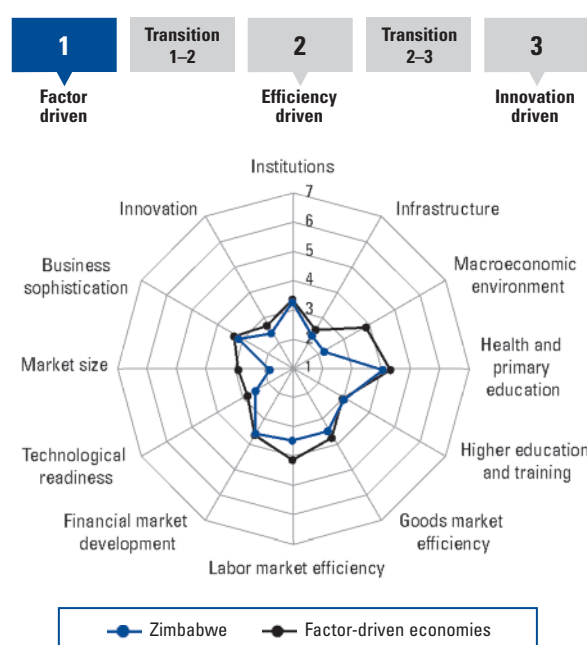 1
Transition
1–2
2
Transition
2–3
3
Factor
driven
Efficiency
driven
Innovation
driven
Institutions
7
Innovation
Infrastructure
6
5
Business
sophistication
Macroeconomic
environment
4
3
2
Market size
1
Health and
primary
education
Technological
readiness
Higher education
and training
Financial market
development
Goods market
efficiency
Labor market efficiency
Zimbabwe
Factor-driven economies